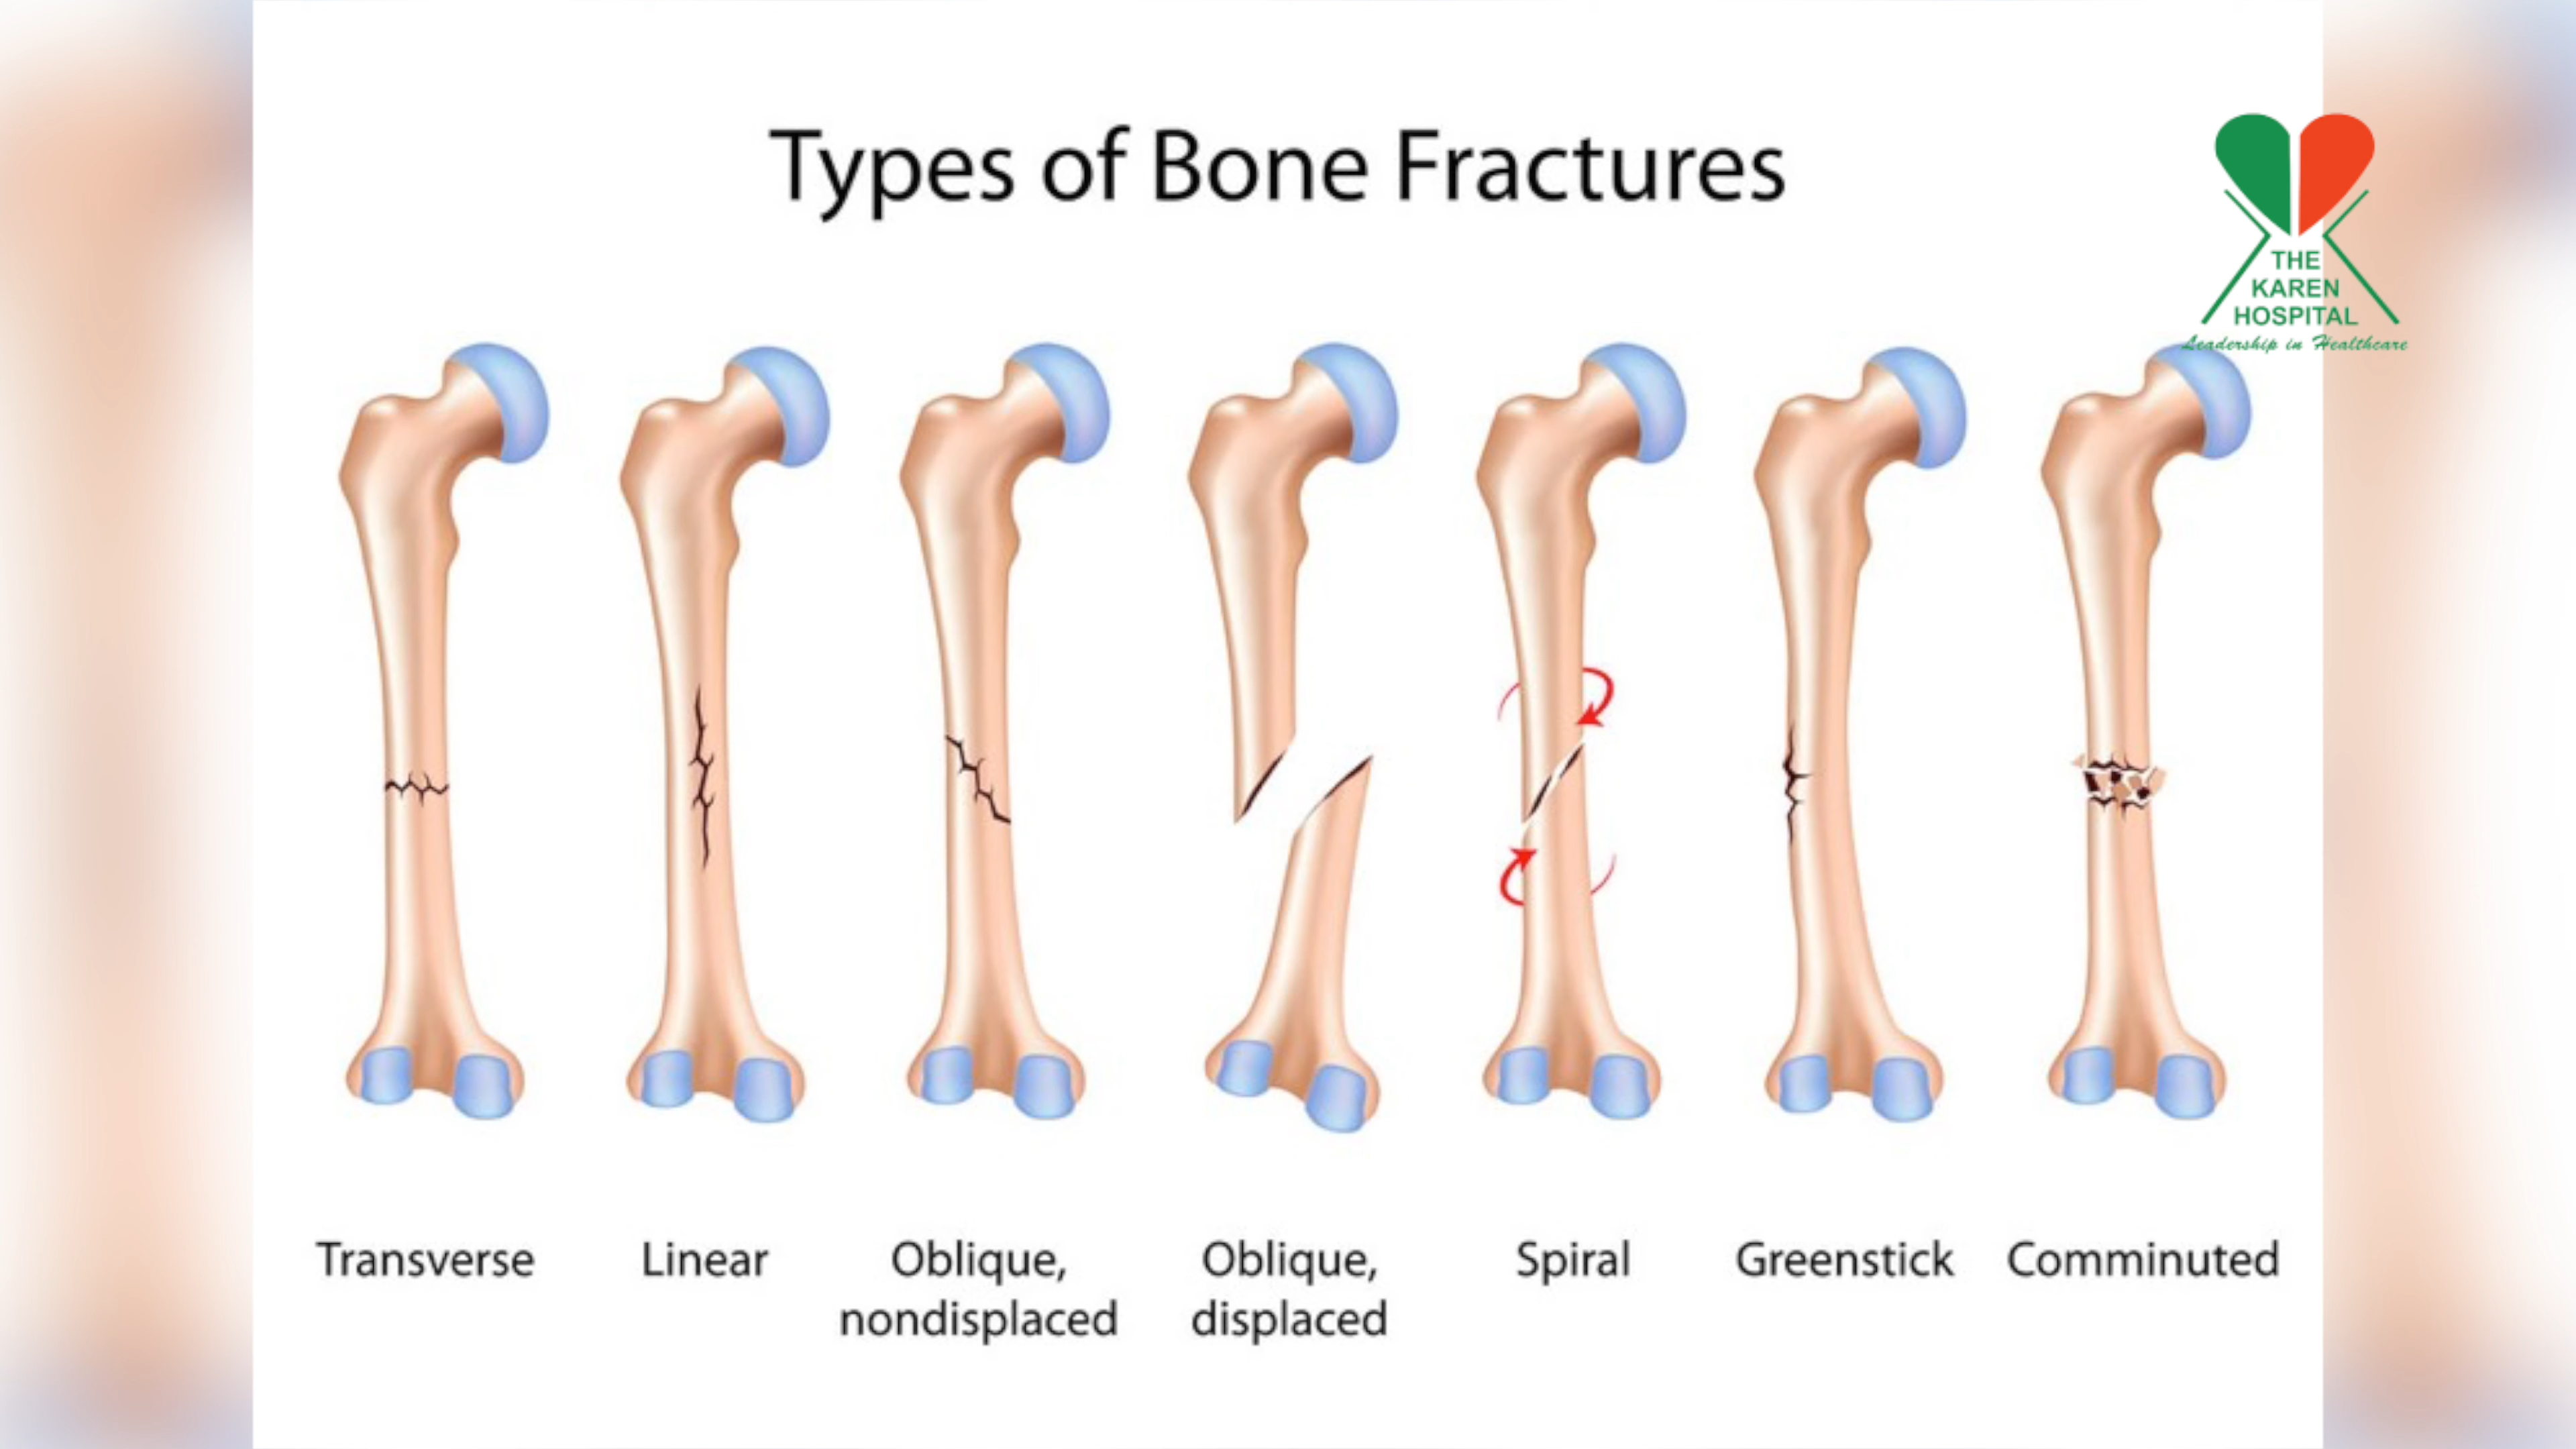 Types of Bone Fractures
THE
KAREN
HOSPITAL
Leadership in Healthcare
Transverse
Linear
Oblique,
nondisplaced
Oblique,
displaced
Spiral
Greenstick
Comminuted